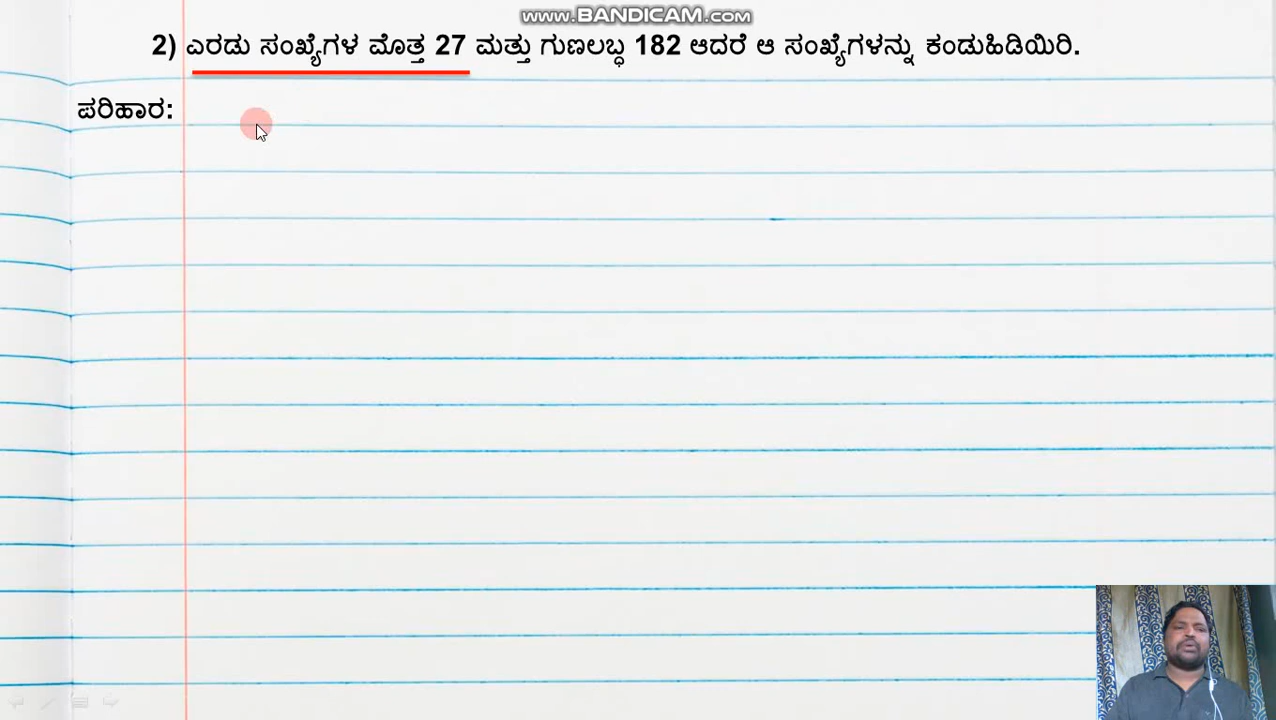 www.BANDICAM.com
2) ಎರಡು ಸಂಖ್ಯೆಗಳ ಮೊತ್ತ 27 ಮತ್ತು ಗುಣಲಬ್ಧ 182 ಆದರೆ ಆ ಸಂಖ್ಯೆಗಳನ್ನು ಕಂಡುಹಿಡಿಯಿರಿ.
ಪರಿಹಾರ: